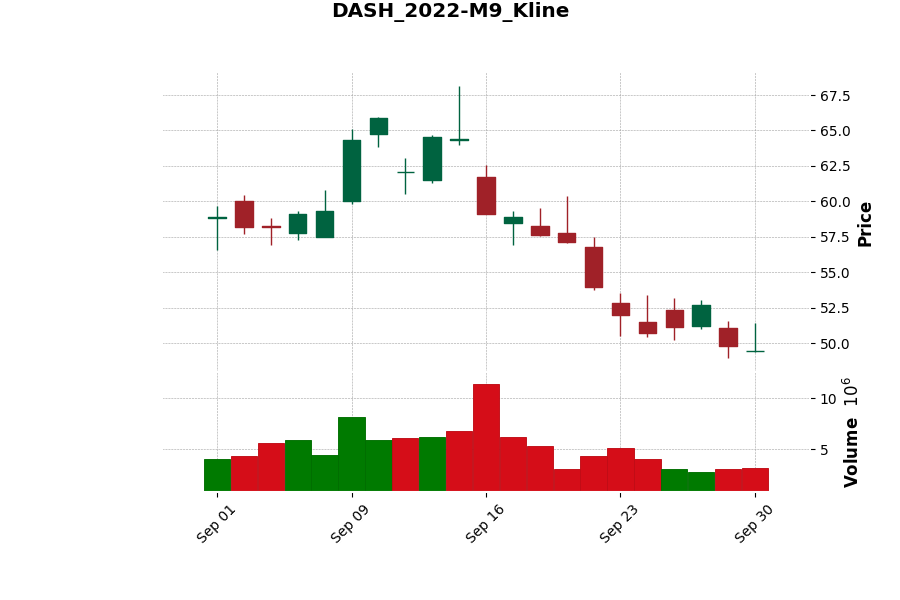 DASH_2022-M9_Kline
67.5
65.0
62.5
60.0
57.5
55.0
52.5
50.0
Price
10
5
Volume 10^6
Sep 01
Sep 09
Sep 16
Sep 23
Sep 30